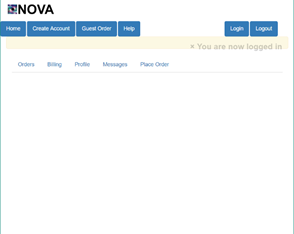 NOVA
Home Create Account Guest Order Help Login Logout
× You are now logged in
Orders Billing Profile Messages Place Order